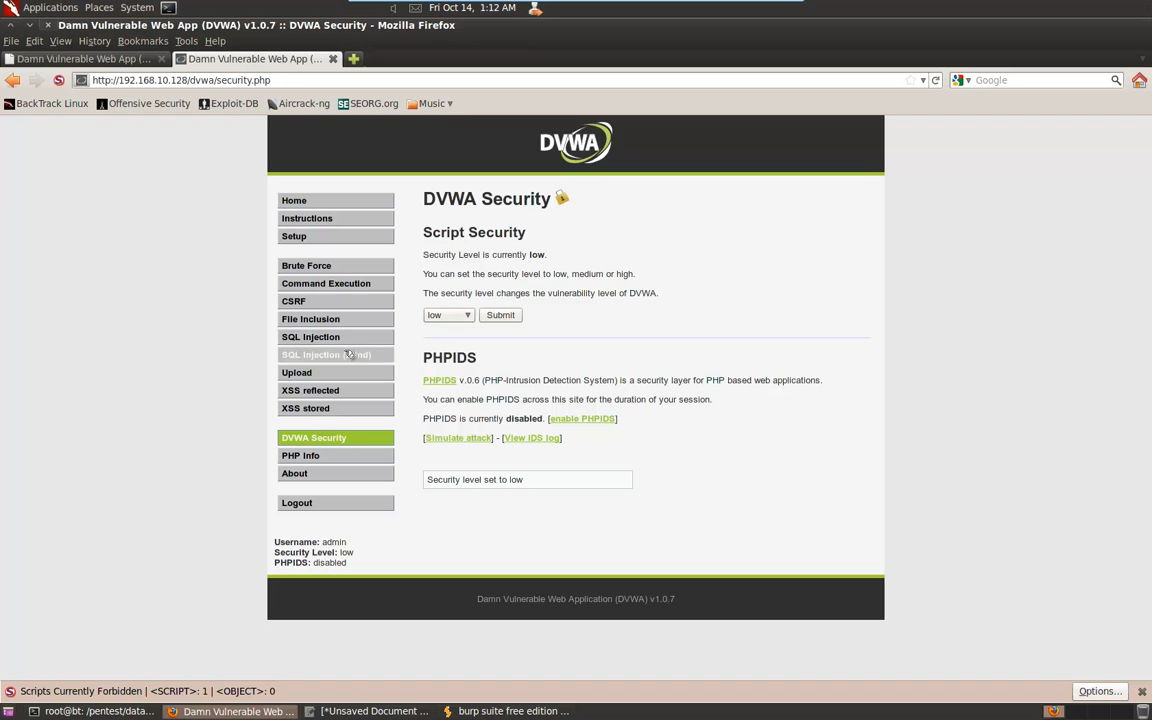 Applications Places System Fri Oct 14, 1:12 AM
Damn Vulnerable Web App (DVWA) v1.0.7 :: DVWA Security - Mozilla Firefox
File Edit View History Bookmarks Tools Help
Damn Vulnerable Web App (... Damn Vulnerable Web App (...
http://192.168.10.128/dvwa/security.php Google
BackTrack Linux Offensive Security Exploit-DB Aircrack-ng SEORG.org Music
DVWA
Home
Instructions
Setup
Brute Force
Command Execution
CSRF
File Inclusion
SQL Injection
SQL Injection
Upload
XSS reflected
XSS stored
DVWA Security
PHP Info
About
Logout
DVWA Security
Script Security
Security Level is currently low.
You can set the security level to low, medium or high.
The security level changes the vulnerability level of DVWA.
low Submit
PHPIDS
PHPIDS v.0.6 (PHP-Intrusion Detection System) is a security layer for PHP based web applications.
You can enable PHPIDS across this site for the duration of your session.
PHPIDS is currently disabled. [enable PHPIDS]
[Simulate attack] - [View IDS log]
Security level set to low
Username: admin
Security Level: low
PHPIDS: disabled
Damn Vulnerable Web Application (DVWA) v1.0.7
Scripts Currently Forbidden | <SCRIPT>: 1 | <OBJECT>: 0 Options...
root@bt: /pentest/data... Damn Vulnerable Web ... [*Unsaved Document ... burp suite free edition ...